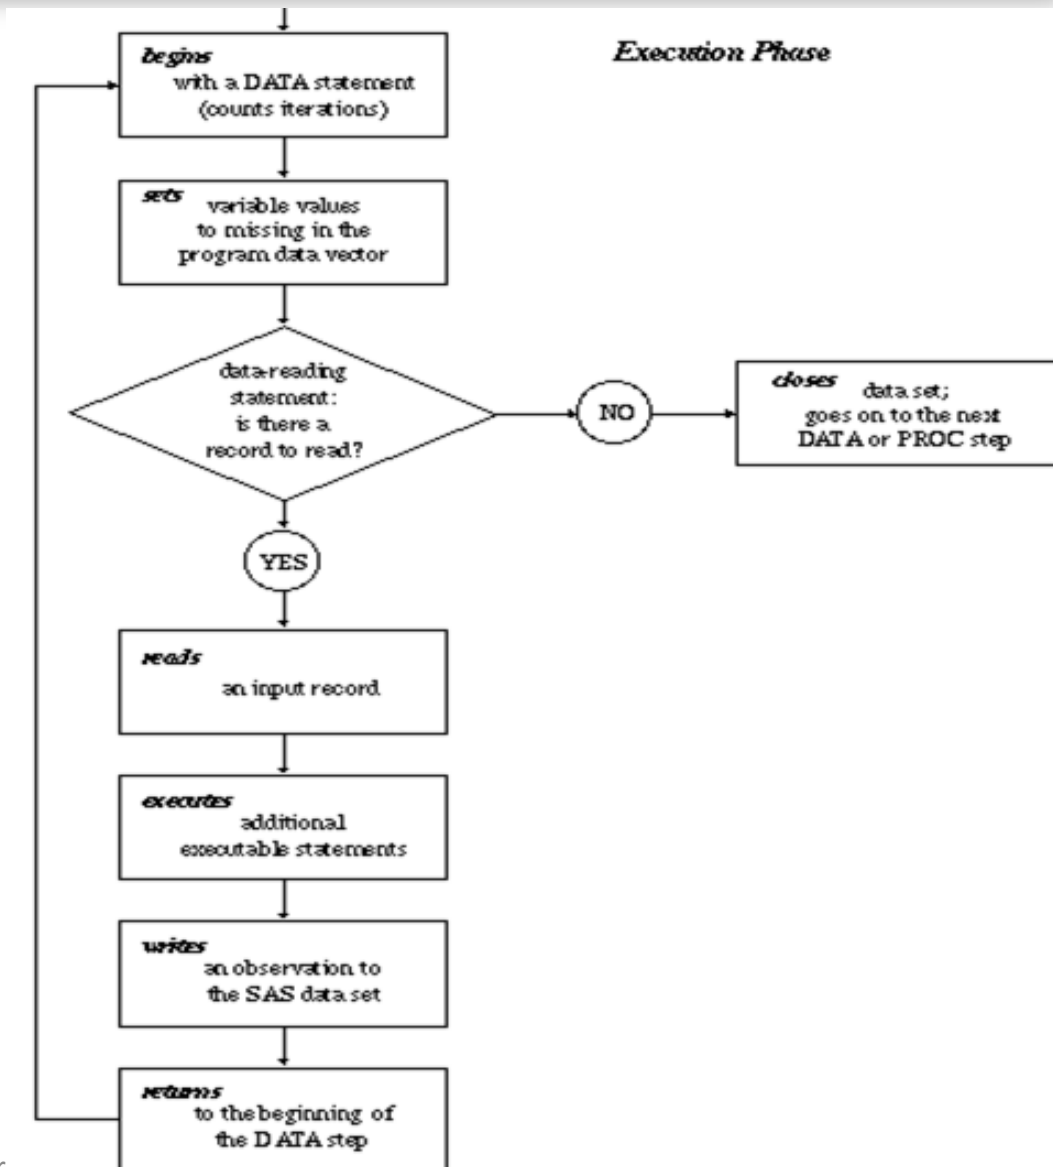 Execution Phase
begins
with a DATA statement
(counts iterations)
sets
variable values
to missing in the
program data vector
data-reading
statement:
is there a
record to read?
NO
closes
data set;
goes on to the next
DATA or PROC step
YES
reads
an input record
executes
additional
executable statements
writes
an observation to
the SAS data set
returns
to the beginning of
the DATA step